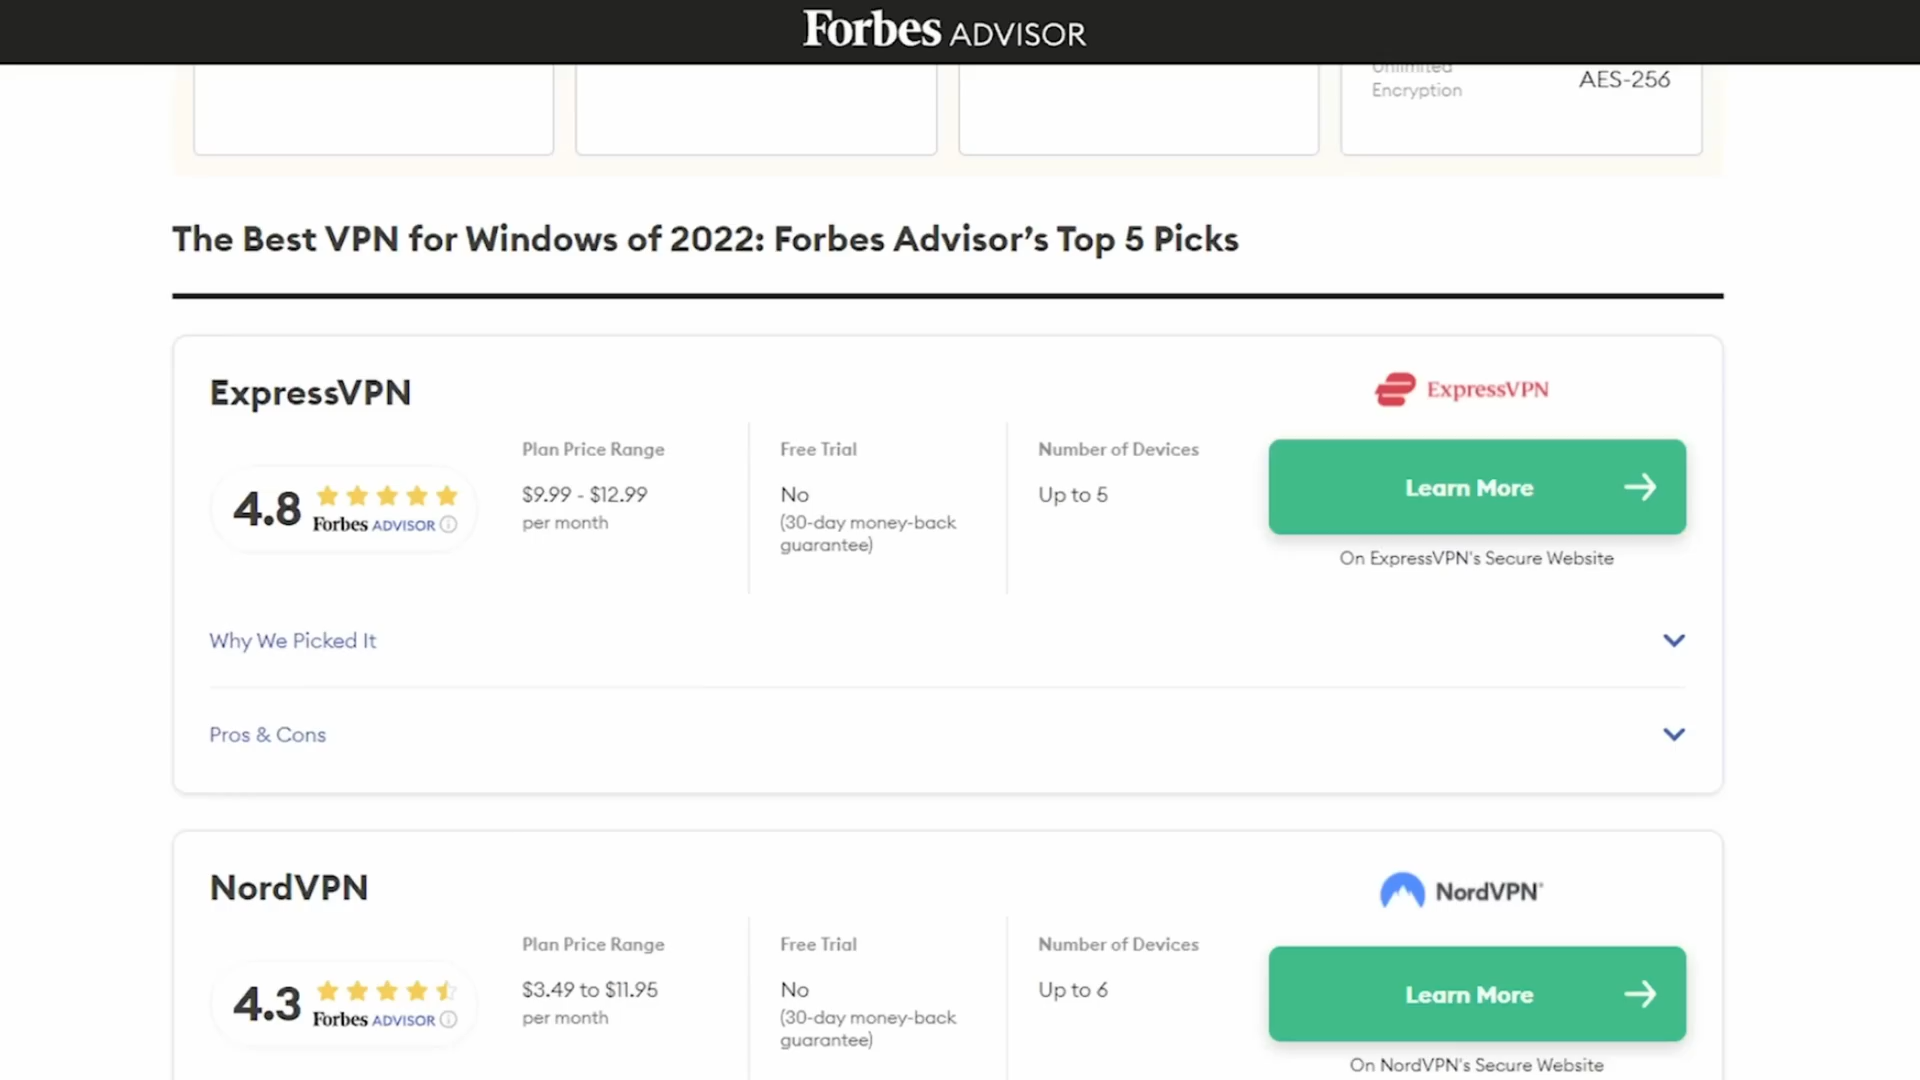 Forbes ADVISOR
Unlimited
Encryption
AES-256
The Best VPN for Windows of 2022: Forbes Advisor’s Top 5 Picks
ExpressVPN
ExpressVPN
4.8
Forbes ADVISOR
Plan Price Range
$9.99 - $12.99
per month
Free Trial
No
(30-day money-back
guarantee)
Number of Devices
Up to 5
Learn More
On ExpressVPN's Secure Website
Why We Picked It
Pros & Cons
NordVPN
NordVPN
4.3
Forbes ADVISOR
Plan Price Range
$3.49 to $11.95
per month
Free Trial
No
(30-day money-back
guarantee)
Number of Devices
Up to 6
Learn More
On NordVPN's Secure Website